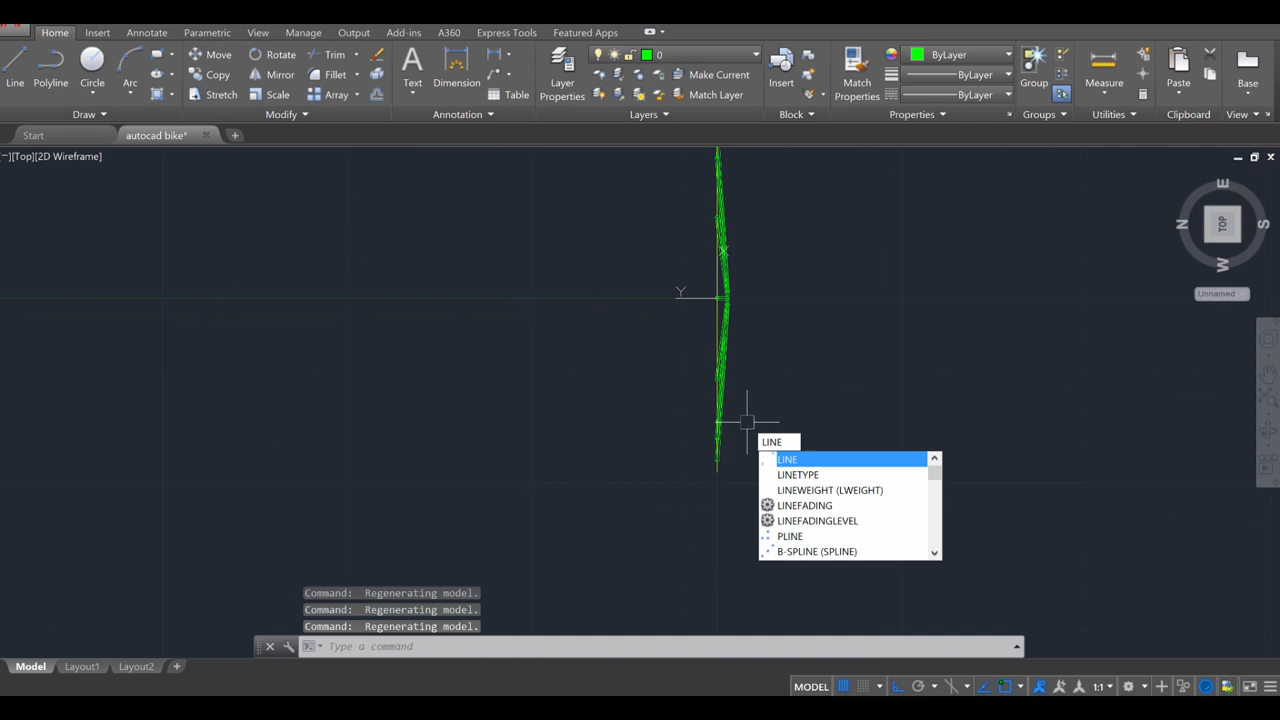 Home Insert Annotate Parametric View Manage Output Add-ins A360 Express Tools Featured Apps
Line Polyline Circle Arc
Move Rotate Trim
Copy Mirror Fillet
Stretch Scale Array
Text Dimension Table
Layer Properties
0
Make Current
Match Layer
Insert
Match Properties
ByLayer
ByLayer
ByLayer
Group
Measure
Paste
Base
Draw Modify Annotation Layers Block Properties Groups Utilities Clipboard View
Start autocad bike*
[−][Top][2D Wireframe]
E
N TOP S
W
Unnamed
Y
X
LINE
LINE
LINETYPE
LINEWEIGHT (LWEIGHT)
LINEFADING
LINEFADINGLEVEL
PLINE
B-SPLINE (SPLINE)
Command: Regenerating model.
Command: Regenerating model.
Command: Regenerating model.
Type a command
Model Layout1 Layout2
MODEL 1:1